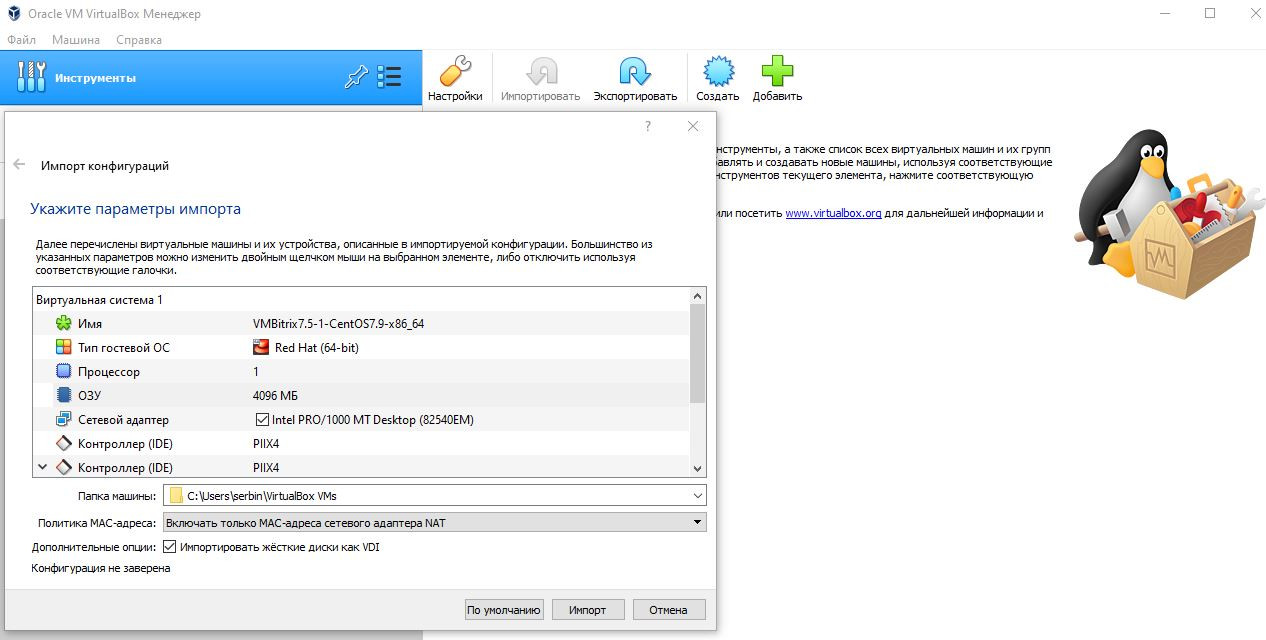 Oracle VM VirtualBox Менеджер
Файл Машина Справка
Инструменты
Настройки Импортировать Экспортировать Создать Добавить
?
нструменты, а также список всех виртуальных машин и их групп
авлять и создавать новые машины, используя соответствующие
нструментов текущего элемента, нажмите соответствующую
или посетить www.virtualbox.org для дальнейшей информации и
Импорт конфигураций
Укажите параметры импорта
Далее перечислены виртуальные машины и их устройства, описанные в импортируемой конфигурации. Большинство из
указанных параметров можно изменить двойным щелчком мыши на выбранном элементе, либо отключить используя
соответствующие галочки.
Виртуальная система 1
Имя VMBitrix7.5-1-CentOS7.9-x86_64
Тип гостевой ОС Red Hat (64-bit)
Процессор 1
ОЗУ 4096 МБ
Сетевой адаптер Intel PRO/1000 MT Desktop (82540EM)
Контроллер (IDE) PIIX4
Контроллер (IDE) PIIX4
Папка машины: C:\Users\serbin\VirtualBox VMs
Политика MAC-адреса: Включать только MAC-адреса сетевого адаптера NAT
Дополнительные опции: Импортировать жёсткие диски как VDI
Конфигурация не заверена
По умолчанию Импорт Отмена